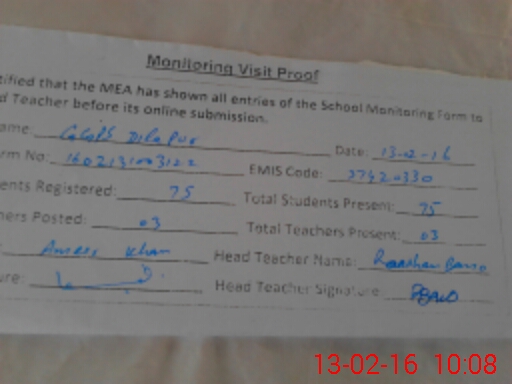 Monitoring Visit Proof
tified that the MEA has shown all entries of the School Monitoring Form to
d Teacher before its online submission.
ame: GGPS Date: 13-02-16
rm No: EMIS Code: 37420330
ents Registered: 75 Total Students Present: 75
hers Posted: 03 Total Teachers Present: 03
Khan Head Teacher Name: Raushan
ure: Head Teacher Signature
13-02-16 10:08